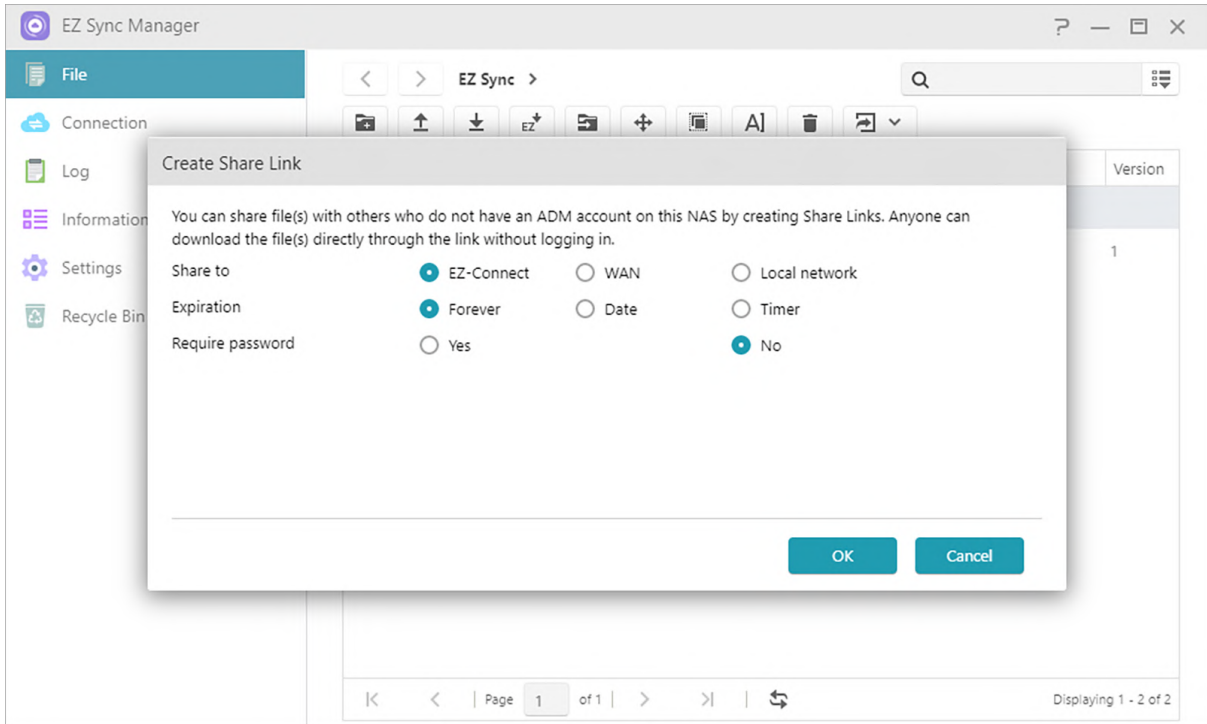 EZ Sync Manager
File
Connection
Log
Information
Settings
Recycle Bin
EZ Sync >
EZ
A]
Version
1
Create Share Link
You can share file(s) with others who do not have an ADM account on this NAS by creating Share Links. Anyone can
download the file(s) directly through the link without logging in.
Share to EZ-Connect WAN Local network
Expiration Forever Date Timer
Require password Yes No
OK Cancel
Page 1 of 1
Displaying 1 - 2 of 2